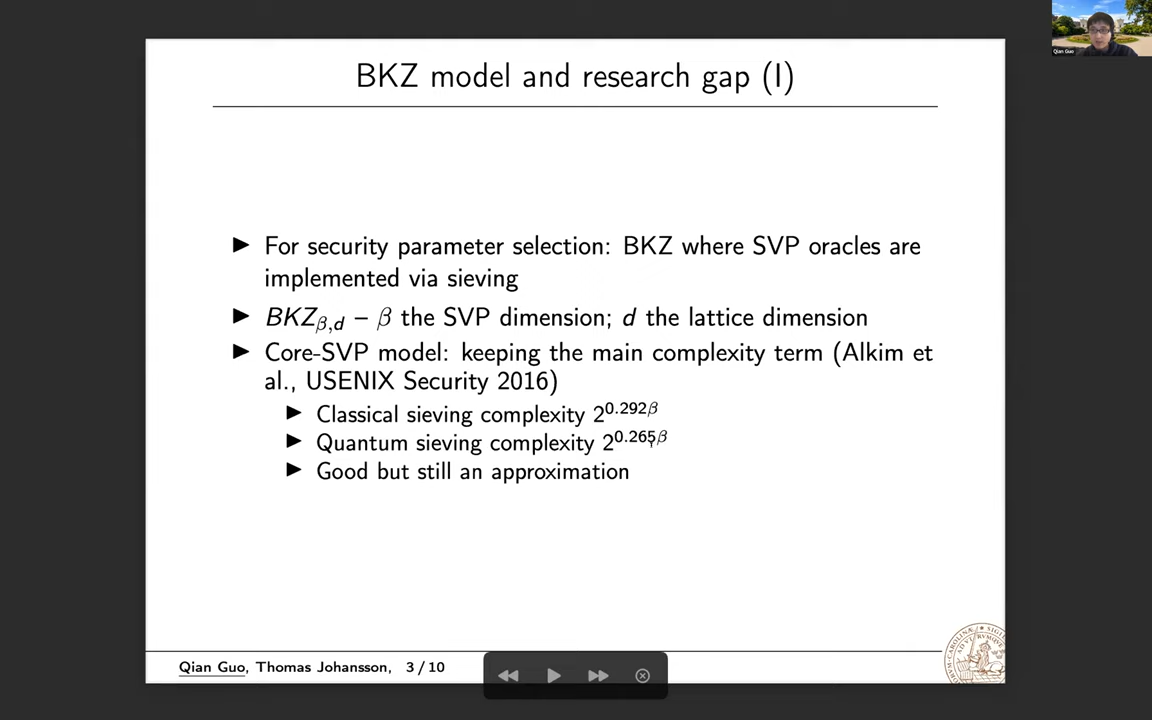 Qian Guo
BKZ model and research gap (I)
▶ For security parameter selection: BKZ where SVP oracles are
implemented via sieving
▶ BKZ_{β,d} – β the SVP dimension; d the lattice dimension
▶ Core-SVP model: keeping the main complexity term (Alkim et
al., USENIX Security 2016)
▶ Classical sieving complexity 2^{0.292β}
▶ Quantum sieving complexity 2^{0.265β}
▶ Good but still an approximation
Qian Guo, Thomas Johansson, 3 / 10